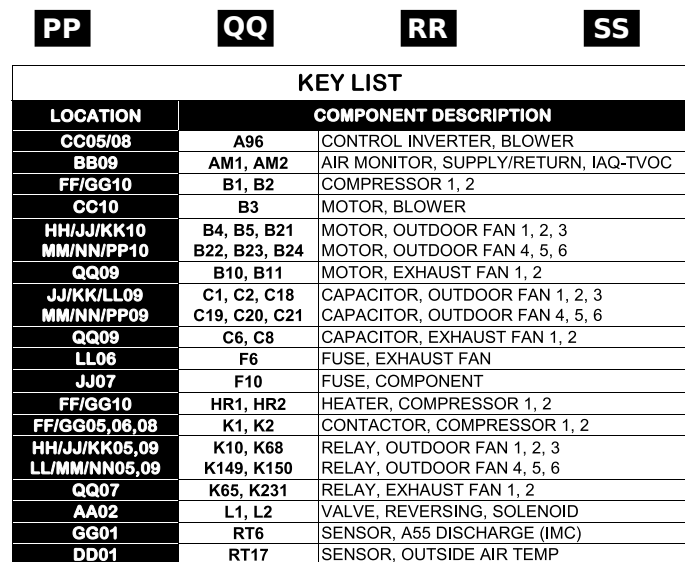 PP QQ RR SS
KEY LIST
LOCATION COMPONENT DESCRIPTION
CC05/08 A96 CONTROL INVERTER, BLOWER
BB09 AM1, AM2 AIR MONITOR, SUPPLY/RETURN, IAQ-TVOC
FF/GG10 B1, B2 COMPRESSOR 1, 2
CC10 B3 MOTOR, BLOWER
HH/JJ/KK10 B4, B5, B21 MOTOR, OUTDOOR FAN 1, 2, 3
MM/NN/PP10 B22, B23, B24 MOTOR, OUTDOOR FAN 4, 5, 6
QQ09 B10, B11 MOTOR, EXHAUST FAN 1, 2
JJ/KK/LL09 C1, C2, C18 CAPACITOR, OUTDOOR FAN 1, 2, 3
MM/NN/PP09 C19, C20, C21 CAPACITOR, OUTDOOR FAN 4, 5, 6
QQ09 C6, C8 CAPACITOR, EXHAUST FAN 1, 2
LL06 F6 FUSE, EXHAUST FAN
JJ07 F10 FUSE, COMPONENT
FF/GG10 HR1, HR2 HEATER, COMPRESSOR 1, 2
FF/GG05,06,08 K1, K2 CONTACTOR, COMPRESSOR 1, 2
HH/JJ/KK05,09 K10, K68 RELAY, OUTDOOR FAN 1, 2, 3
LL/MM/NN05,09 K149, K150 RELAY, OUTDOOR FAN 4, 5, 6
QQ07 K65, K231 RELAY, EXHAUST FAN 1, 2
AA02 L1, L2 VALVE, REVERSING, SOLENOID
GG01 RT6 SENSOR, A55 DISCHARGE (IMC)
DD01 RT17 SENSOR, OUTSIDE AIR TEMP